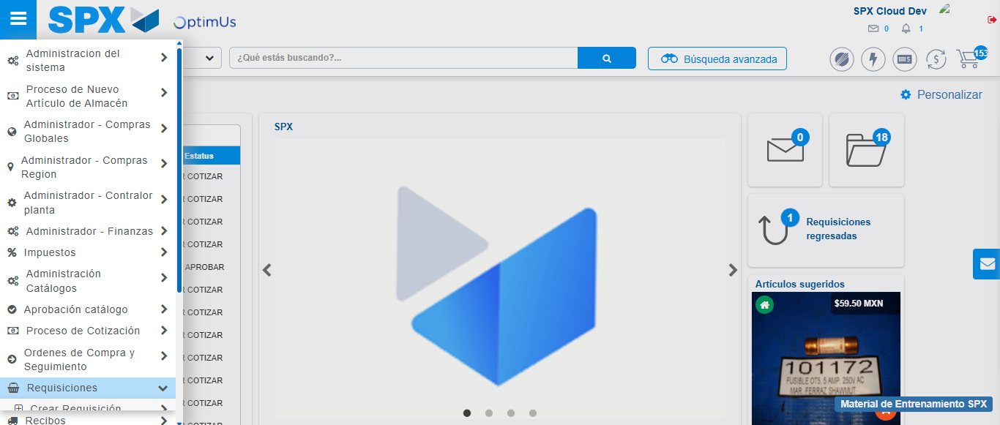 SPX
OptimUs
SPX Cloud Dev
0
1
¿Qué estás buscando?...
Búsqueda avanzada
153
Personalizar
Administracion del
sistema
Proceso de Nuevo
Artículo de Almacén
Administrador - Compras
Globales
Administrador - Compras
Region
Administrador - Contralor
planta
Administrador - Finanzas
Impuestos
Administración
Catálogos
Aprobación catálogo
Proceso de Cotización
Ordenes de Compra y
Seguimiento
Requisiciones
Crear Requisición
Recibos
Estatus
R COTIZAR
R COTIZAR
R COTIZAR
R COTIZAR
APROBAR
R COTIZAR
R COTIZAR
R COTIZAR
R COTIZAR
R COTIZAR
R COTIZAR
COTIZAR
SPX
0
18
1
Requisiciones
regresadas
Artículos sugeridos
$59.50 MXN
101172
FUSIBLE OT5, 5 AMP. 250V AC
MAR. FERRAZ SHAWMUT
Material de Entrenamiento SPX